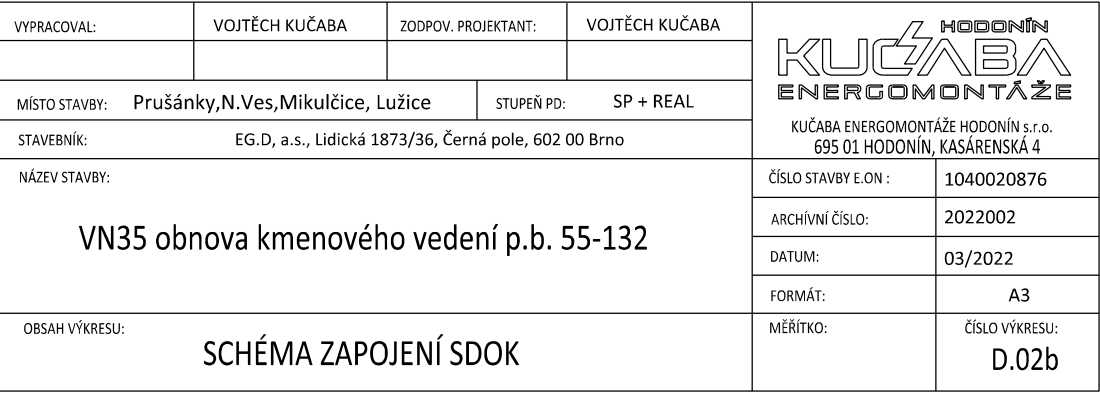 VYPRACOVAL: VOJTĚCH KUČABA ZODPOV. PROJEKTANT: VOJTĚCH KUČABA
HODONÍN
KUČABA
ENERGOMONTÁŽE
MÍSTO STAVBY: Prušánky,N.Ves,Mikulčice, Lužice STUPEŇ PD: SP + REAL
KUČABA ENERGOMONTÁŽE HODONÍN s.r.o.
695 01 HODONÍN, KASÁRENSKÁ 4
STAVEBNÍK: EG.D, a.s., Lidická 1873/36, Černá pole, 602 00 Brno
NÁZEV STAVBY:
VN35 obnova kmenového vedení p.b. 55-132
ČÍSLO STAVBY E.ON : 1040020876
ARCHÍVNÍ ČÍSLO: 2022002
DATUM: 03/2022
FORMÁT: A3
OBSAH VÝKRESU:
SCHÉMA ZAPOJENÍ SDOK
MĚŘÍTKO:
ČÍSLO VÝKRESU:
D.02b